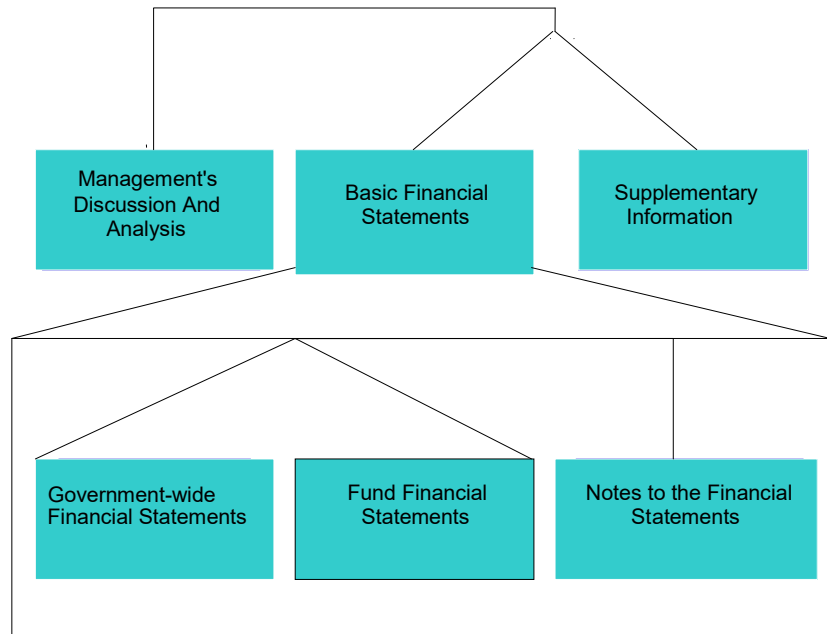 Management's
Discussion And
Analysis
Basic Financial
Statements
Supplementary
Information
Government-wide
Financial Statements
Fund Financial
Statements
Notes to the Financial
Statements